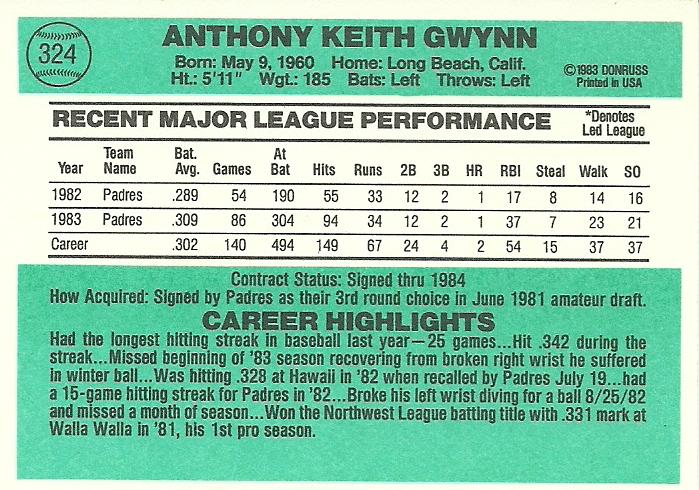 324
ANTHONY KEITH GWYNN
Born: May 9, 1960 Home: Long Beach, Calif.
Ht.: 5'11" Wgt.: 185 Bats: Left Throws: Left
©1983 DONRUSS
Printed in USA
RECENT MAJOR LEAGUE PERFORMANCE
*Denotes
Led League
Year Team Name Bat. Avg. Games At Bat Hits Runs 2B 3B HR RBI Steal Walk SO
1982 Padres .289 54 190 55 33 12 2 1 17 8 14 16
1983 Padres .309 86 304 94 34 12 2 1 37 7 23 21
Career .302 140 494 149 67 24 4 2 54 15 37 37
Contract Status: Signed thru 1984
How Acquired: Signed by Padres as their 3rd round choice in June 1981 amateur draft.
CAREER HIGHLIGHTS
Had the longest hitting streak in baseball last year—25 games...Hit .342 during the
streak...Missed beginning of '83 season recovering from broken right wrist he suffered
in winter ball...Was hitting .328 at Hawaii in '82 when recalled by Padres July 19...had
a 15-game hitting streak for Padres in '82...Broke his left wrist diving for a ball 8/25/82
and missed a month of season...Won the Northwest League batting title with .331 mark at
Walla Walla in '81, his 1st pro season.